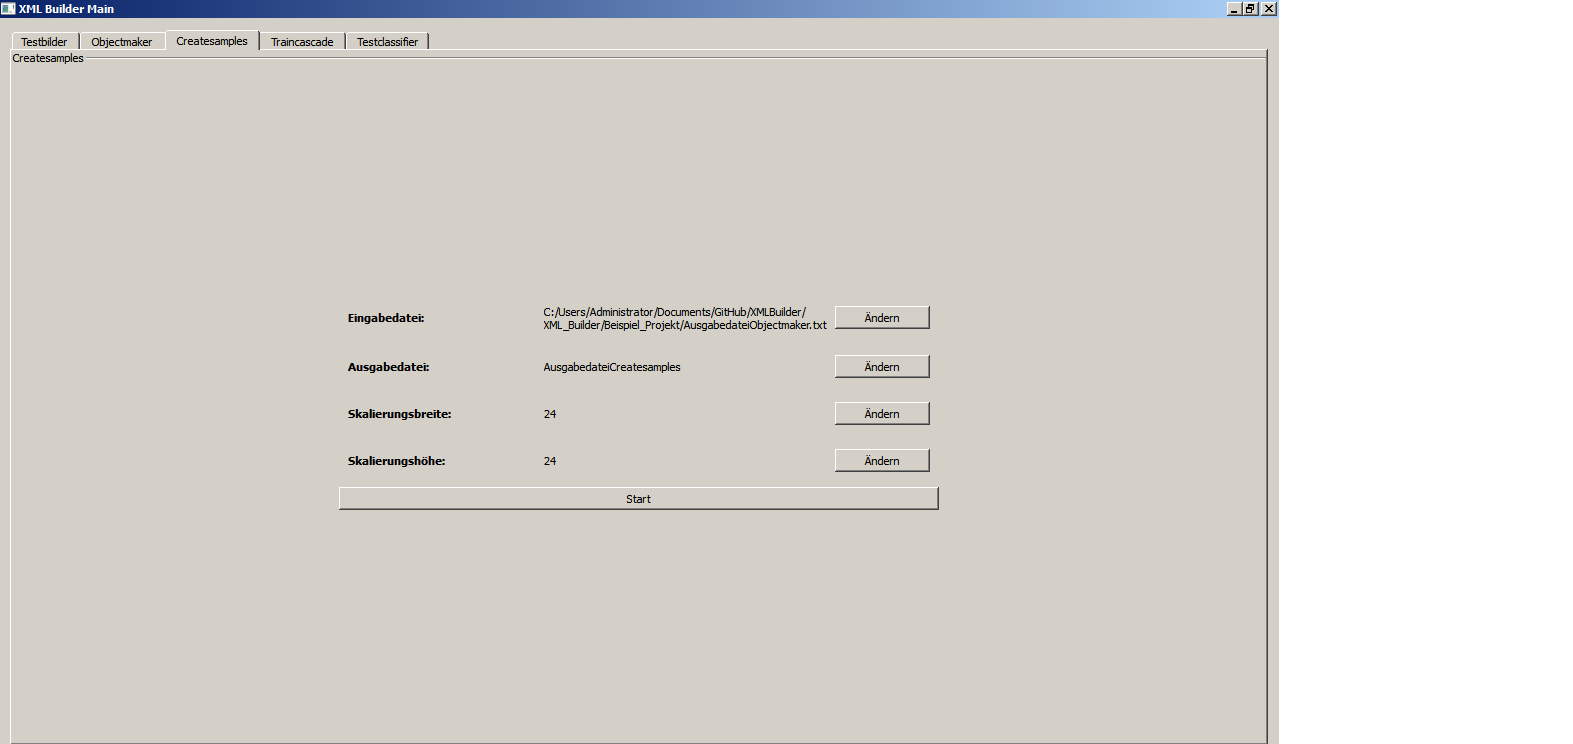 XML Builder Main
Testbilder Objectmaker Createsamples Traincascade Testclassifier
Createsamples
Eingabedatei: C:/Users/Administrator/Documents/GitHub/XMLBuilder/
XML_Builder/Beispiel_Projekt/AusgabedateiObjectmaker.txt Ändern
Ausgabedatei: AusgabedateiCreatesamples Ändern
Skalierungsbreite: 24 Ändern
Skalierungshöhe: 24 Ändern
Start